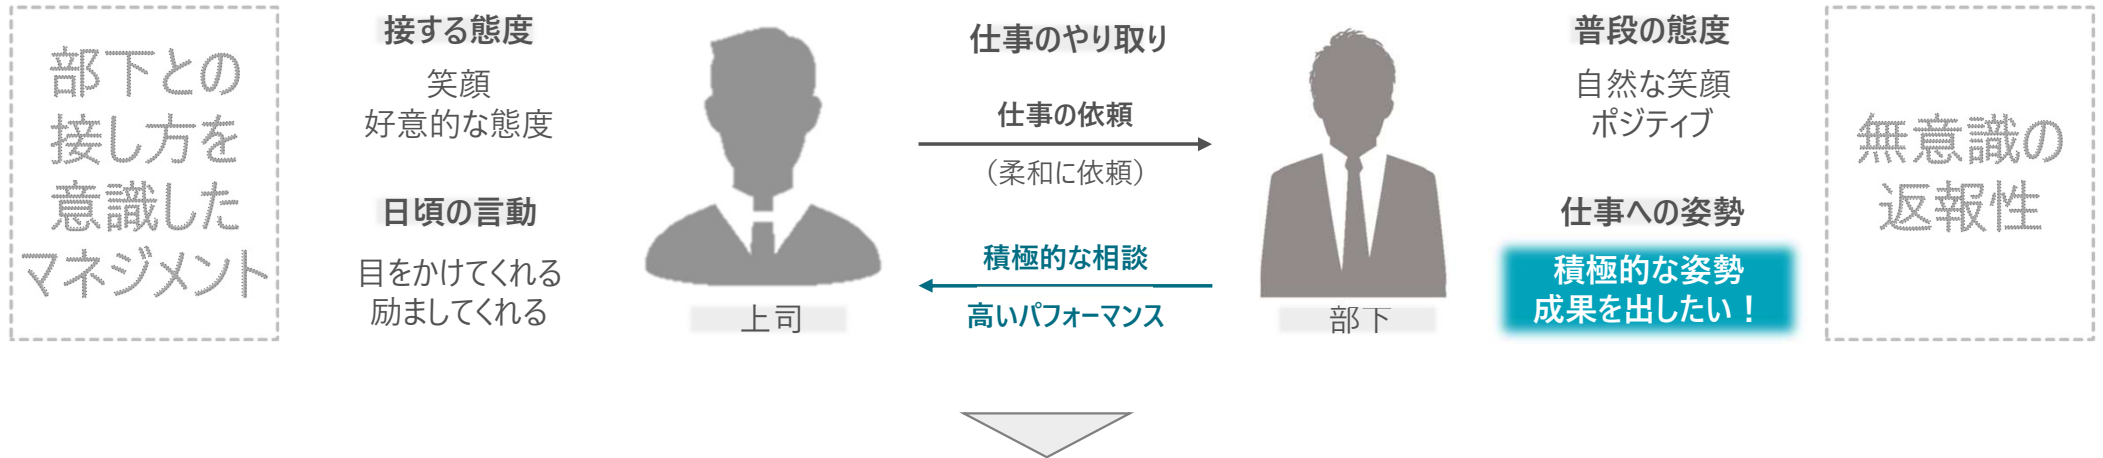 部下との
接し方を
意識した
マネジメント
接する態度
笑顔
好意的な態度
日頃の言動
目をかけてくれる
励ましてくれる
上司
仕事のやり取り
仕事の依頼
（柔和に依頼）
積極的な相談
高いパフォーマンス
部下
普段の態度
自然な笑顔
ポジティブ
仕事への姿勢
積極的な姿勢
成果を出したい！
無意識の
返報性